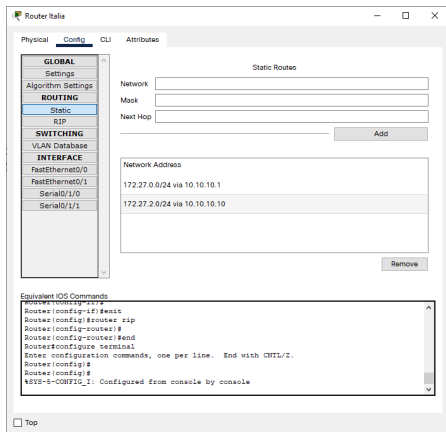 Router Italia
Physical Config CLI Attributes
GLOBAL
Settings
Algorithm Settings
ROUTING
Static
RIP
SWITCHING
VLAN Database
INTERFACE
FastEthernet0/0
FastEthernet0/1
Serial0/1/0
Serial0/1/1
Static Routes
Network
Mask
Next Hop
Add
Network Address
172.27.0.0/24 via 10.10.10.1
172.27.2.0/24 via 10.10.10.10
Remove
Equivalent IOS Commands
Router(config-if)#
Router(config-if)#exit
Router(config)#router rip
Router(config-router)#
Router(config-router)#end
Router#configure terminal
Enter configuration commands, one per line. End with CNTL/Z.
Router(config)#
Router(config)#
%SYS-5-CONFIG_I: Configured from console by console
Top